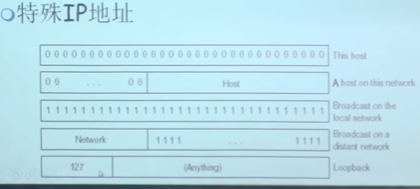 特殊IP地址
00000000000000000000000000000000 This host
00 ... 00 Host A host on this network
11111111111111111111111111111111 Broadcast on the
local network
Network 1111 ... 1111 Broadcast on a
distant network
127 (Anything) Loopback